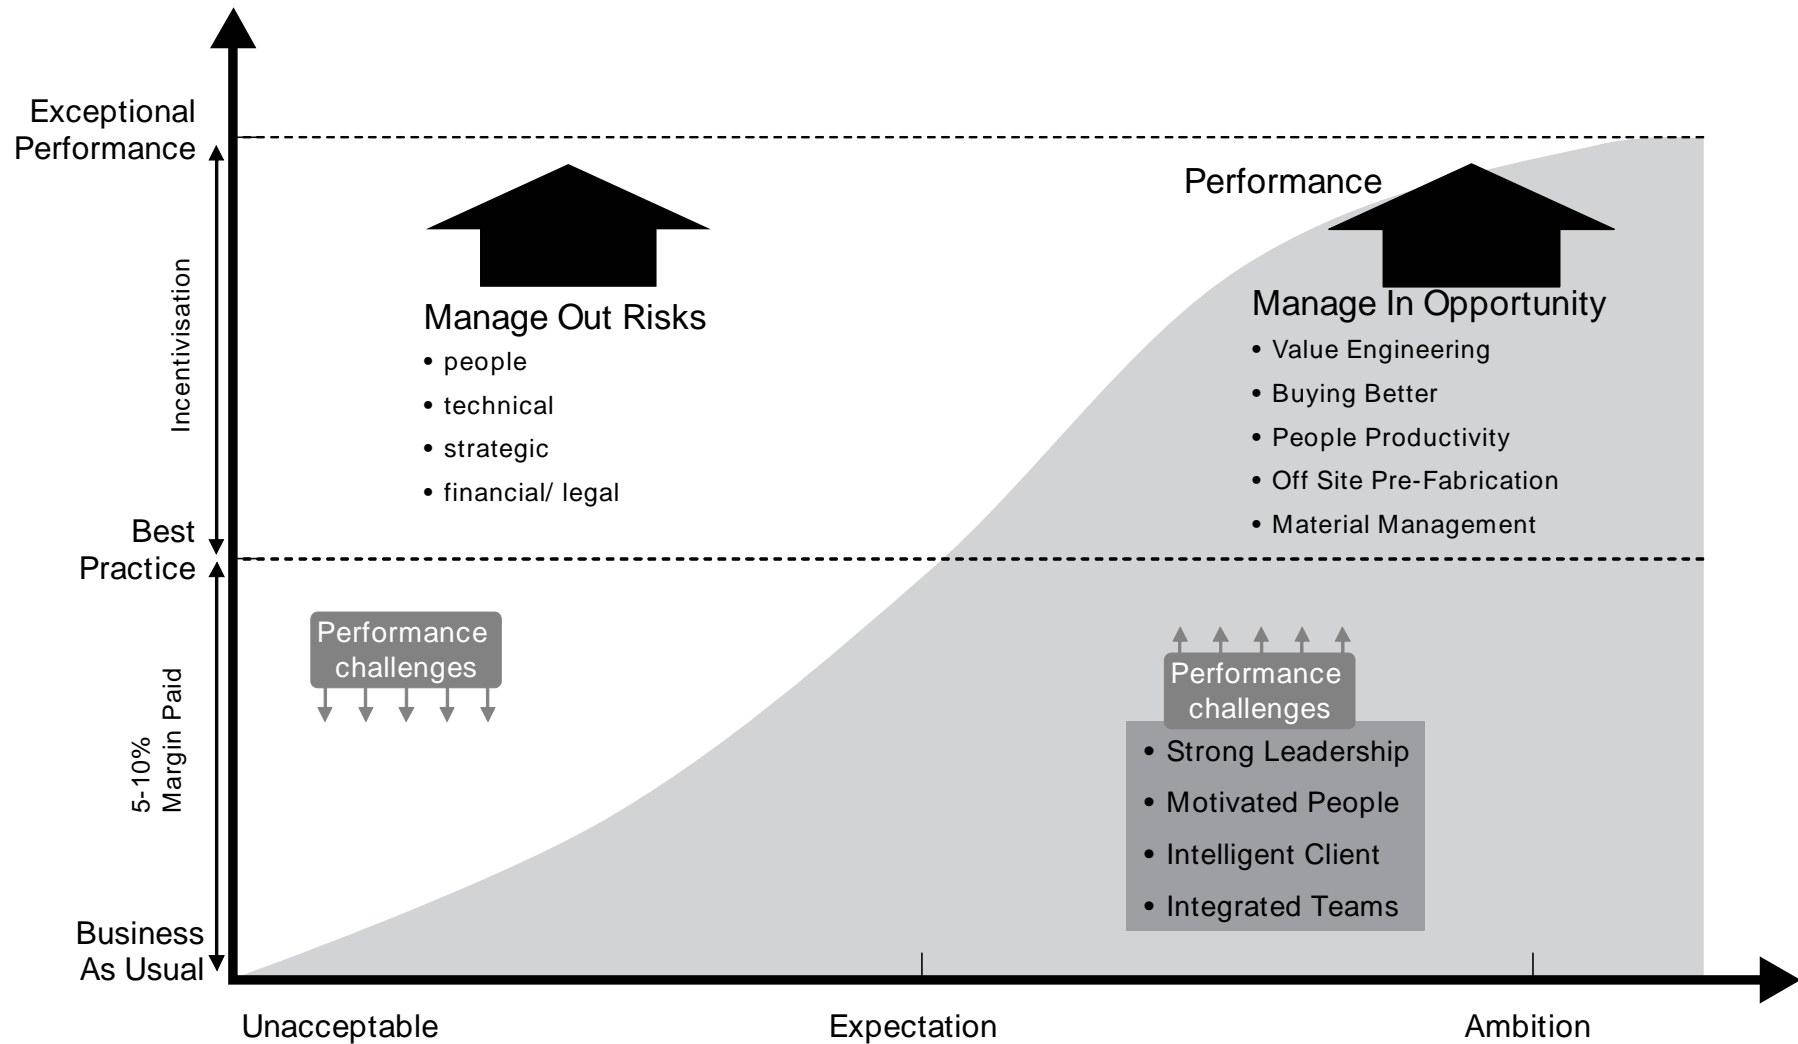 Exceptional
Performance
Incentivisation
Best
Practice
5-10%
Margin Paid
Business
As Usual
Manage Out Risks
• people
• technical
• strategic
• financial/ legal
Performance
challenges
Performance
Manage In Opportunity
• Value Engineering
• Buying Better
• People Productivity
• Off Site Pre-Fabrication
• Material Management
Performance
challenges
• Strong Leadership
• Motivated People
• Intelligent Client
• Integrated Teams
Unacceptable
Expectation
Ambition